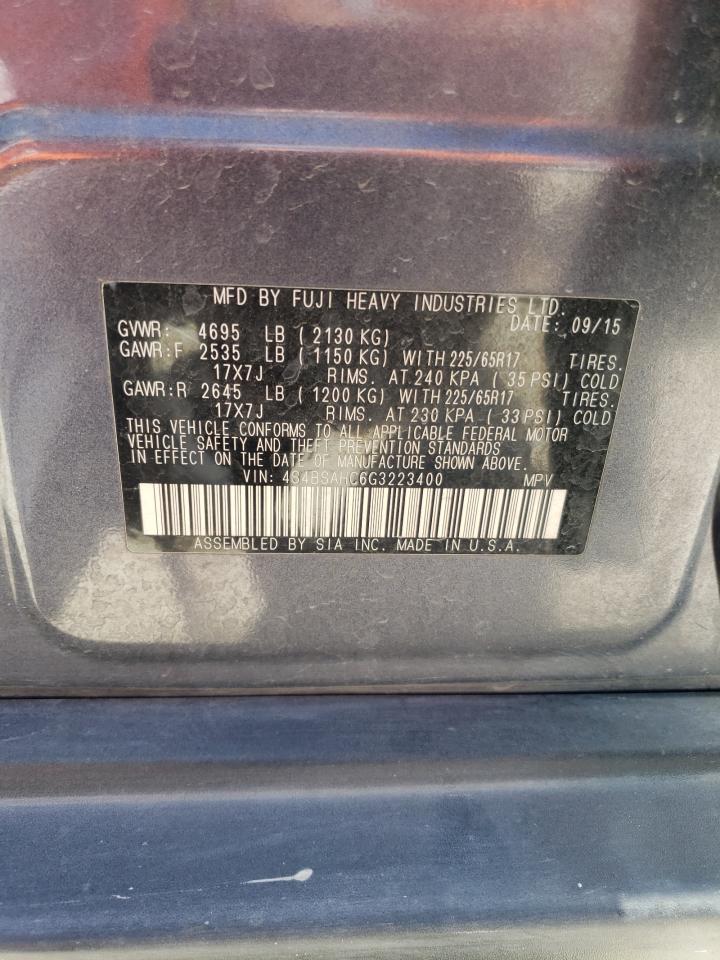 MFD BY FUJI HEAVY INDUSTRIES LTD.
DATE: 09/15
GVWR: 4695 LB ( 2130 KG)
GAWR:F 2535 LB ( 1150 KG) WITH 225/65R17 TIRES.
17X7J RIMS. AT 240 KPA ( 35 PSI) COLD
GAWR:R 2645 LB ( 1200 KG) WITH 225/65R17 TIRES.
17X7J RIMS. AT 230 KPA ( 33 PSI) COLD
THIS VEHICLE CONFORMS TO ALL APPLICABLE FEDERAL MOTOR
VEHICLE SAFETY AND THEFT PREVENTION STANDARDS
IN EFFECT ON THE DATE OF MANUFACTURE SHOWN ABOVE.
VIN: 4S4BSAHC6G3223400 MPV
ASSEMBLED BY SIA INC. MADE IN U.S.A.